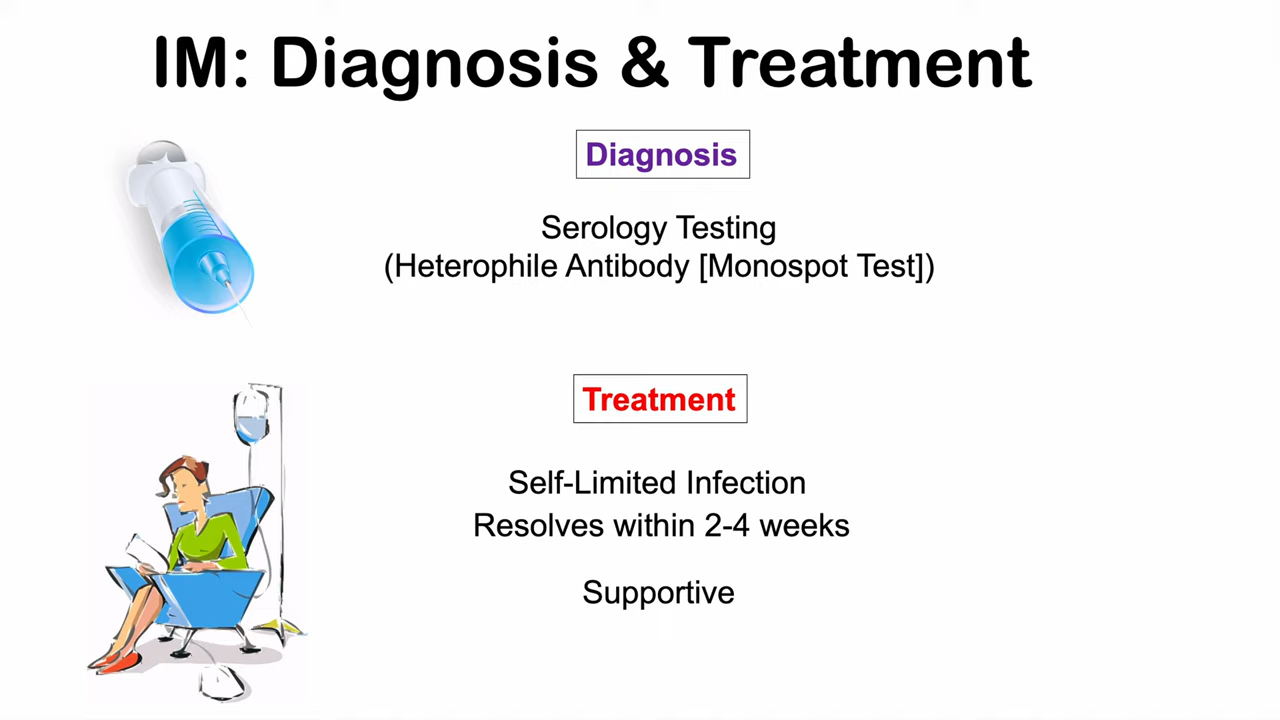 IM: Diagnosis & Treatment
Diagnosis
Serology Testing
(Heterophile Antibody [Monospot Test])
Treatment
Self-Limited Infection
Resolves within 2-4 weeks
Supportive